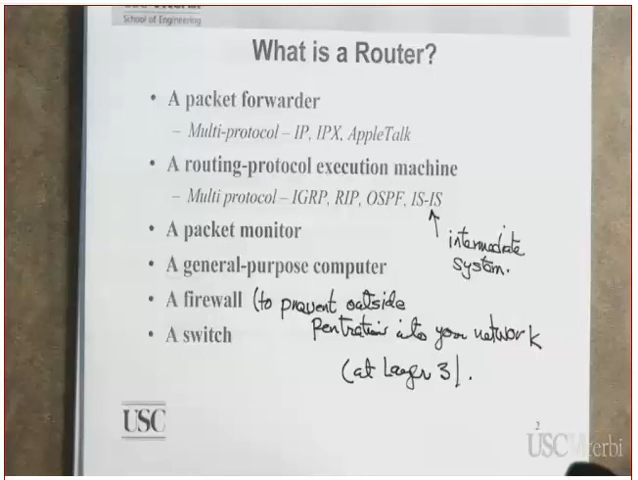 School of Engineering
What is a Router?
• A packet forwarder
– Multi-protocol – IP, IPX, AppleTalk
• A routing-protocol execution machine
– Multi protocol – IGRP, RIP, OSPF, IS-IS
• A packet monitor
intermediate
system.
• A general-purpose computer
• A firewall (to prevent outside
Pentrations into your network
• A switch
(at Layer 3).
USC
2
USC